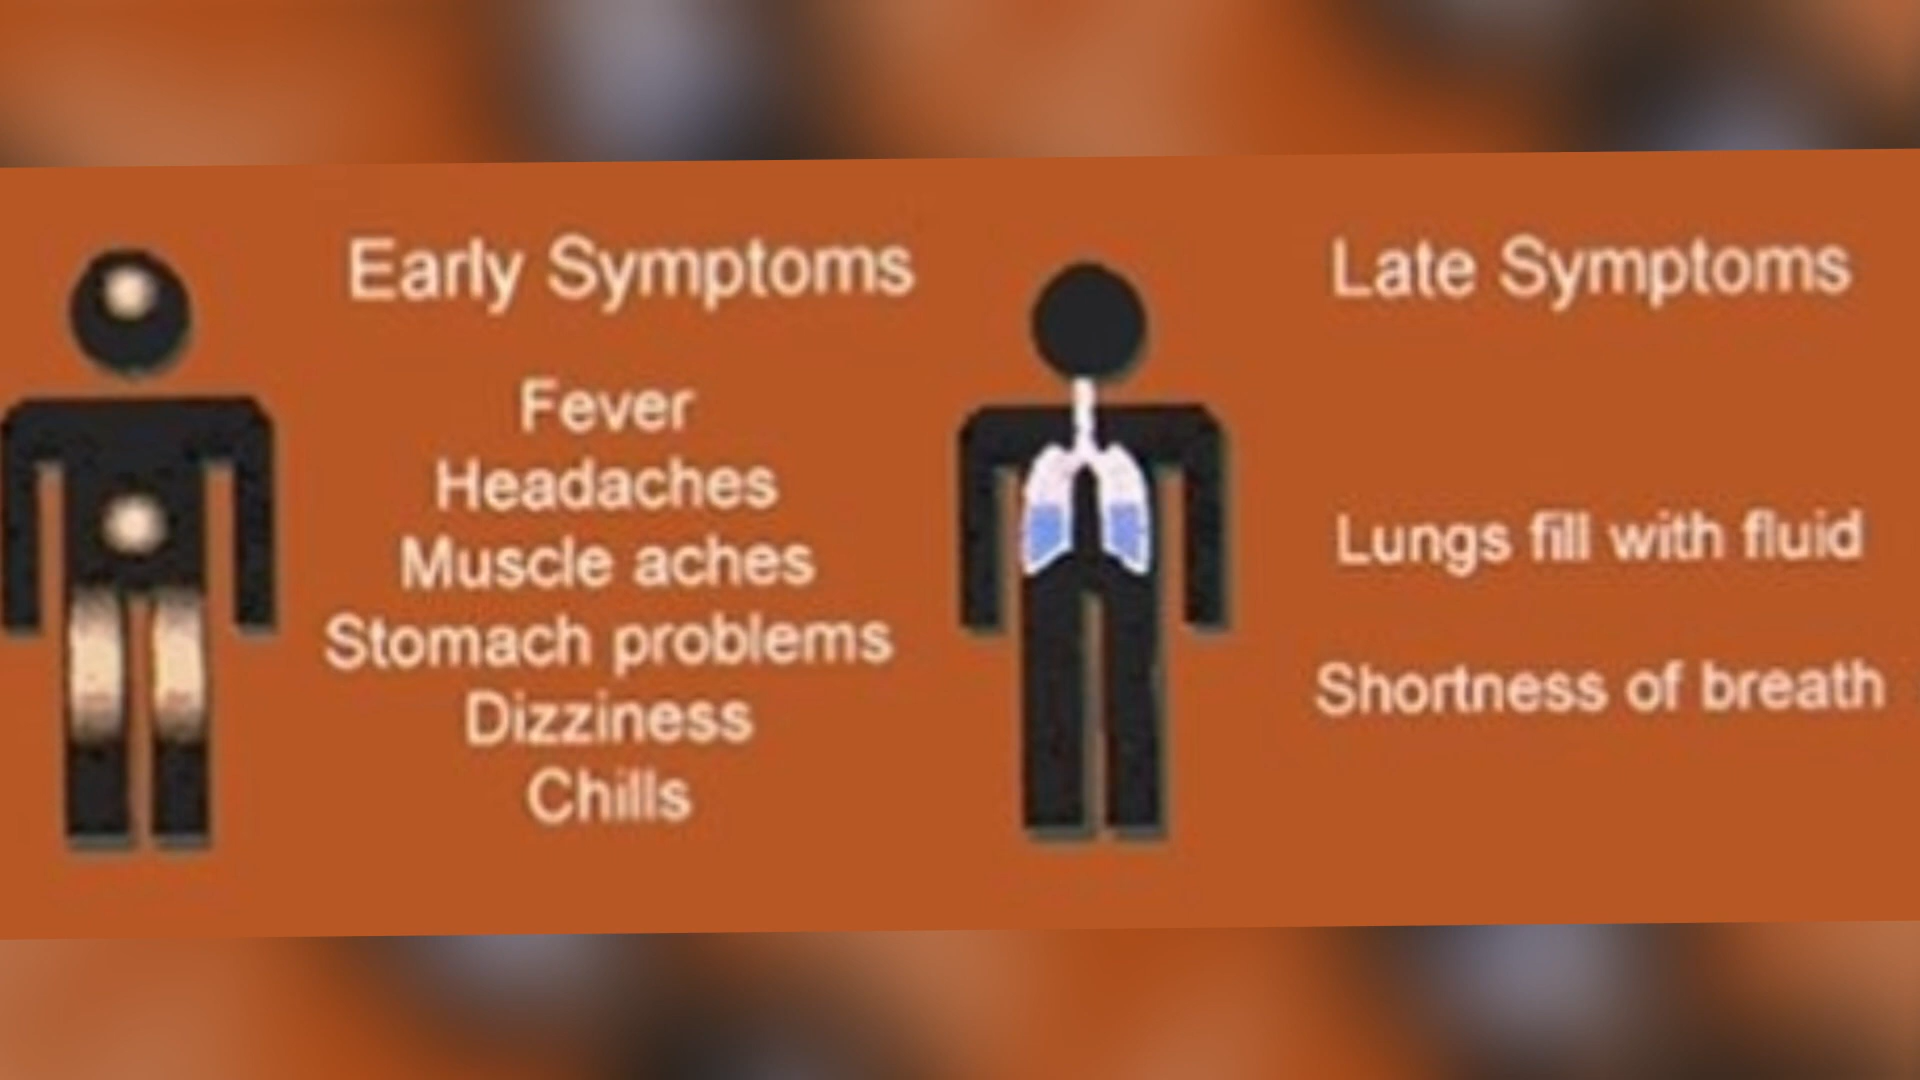 Early Symptoms
Fever
Headaches
Muscle aches
Stomach problems
Dizziness
Chills
Late Symptoms
Lungs fill with fluid
Shortness of breath